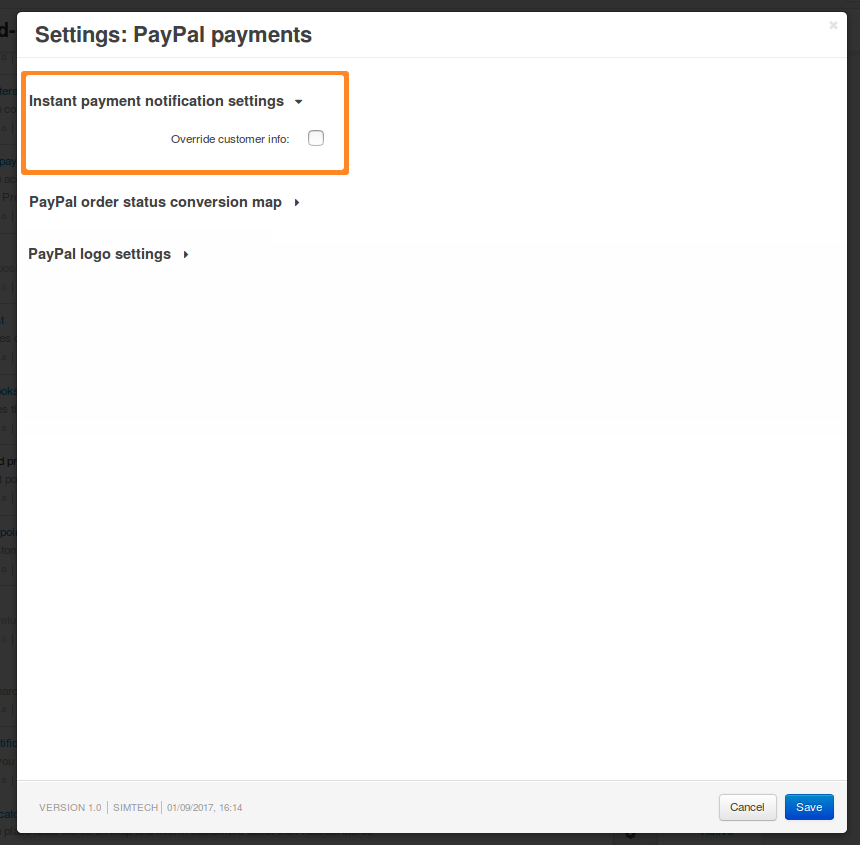 Settings: PayPal payments
Instant payment notification settings
Override customer info:
PayPal order status conversion map
PayPal logo settings
VERSION 1.0 | SIMTECH | 01/09/2017, 16:14
Cancel
Save